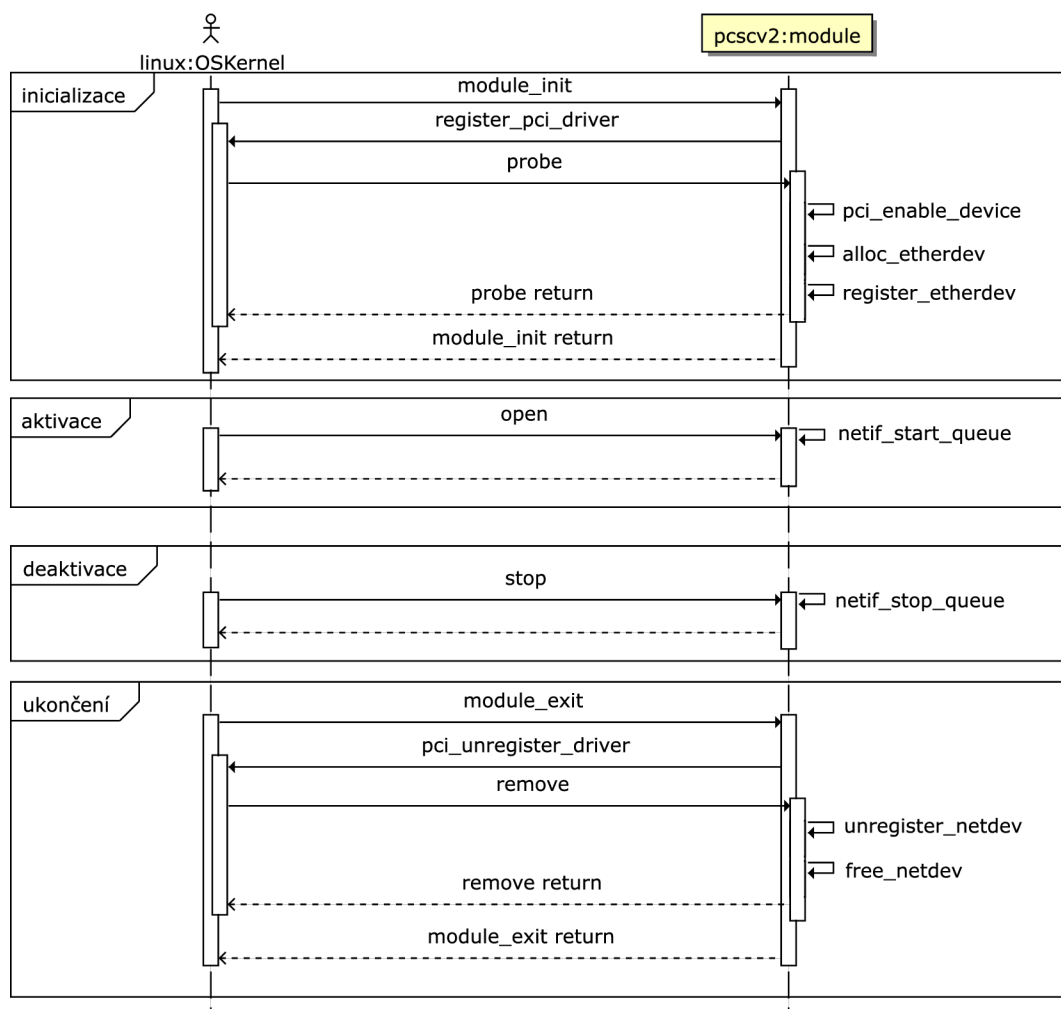 linux:OSKernel
pcscv2:module
inicializace
module_init
register_pci_driver
probe
pci_enable_device
alloc_etherdev
register_etherdev
probe return
module_init return
aktivace
open
netif_start_queue
deaktivace
stop
netif_stop_queue
ukončení
module_exit
pci_unregister_driver
remove
unregister_netdev
free_netdev
remove return
module_exit return